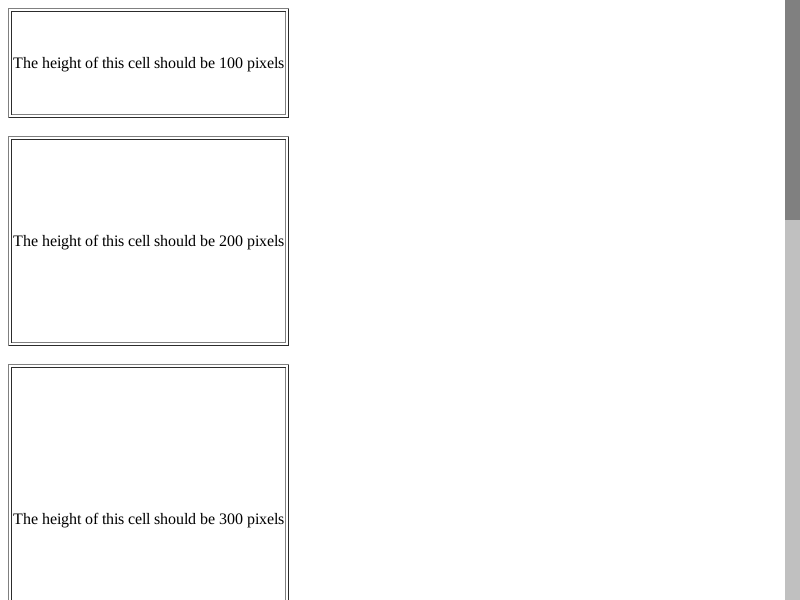 The height of this cell should be 100 pixels
The height of this cell should be 200 pixels
The height of this cell should be 300 pixels